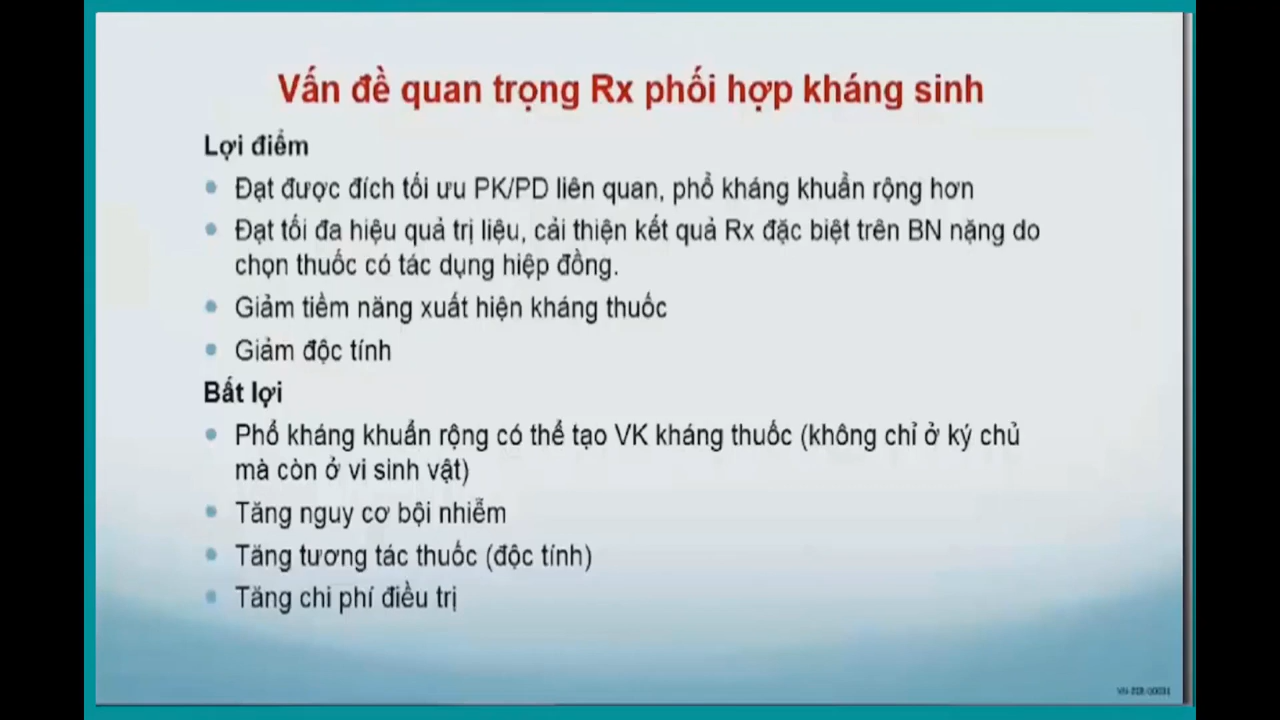 Vấn đề quan trọng Rx phối hợp kháng sinh
Lợi điểm
Đạt được đích tối ưu PK/PD liên quan, phổ kháng khuẩn rộng hơn
Đạt tối đa hiệu quả trị liệu, cải thiện kết quả Rx đặc biệt trên BN nặng do
chọn thuốc có tác dụng hiệp đồng.
Giảm tiềm năng xuất hiện kháng thuốc
Giảm độc tính
Bất lợi
Phổ kháng khuẩn rộng có thể tạo VK kháng thuốc (không chỉ ở ký chủ
mà còn ở vi sinh vật)
Tăng nguy cơ bội nhiễm
Tăng tương tác thuốc (độc tính)
Tăng chi phí điều trị